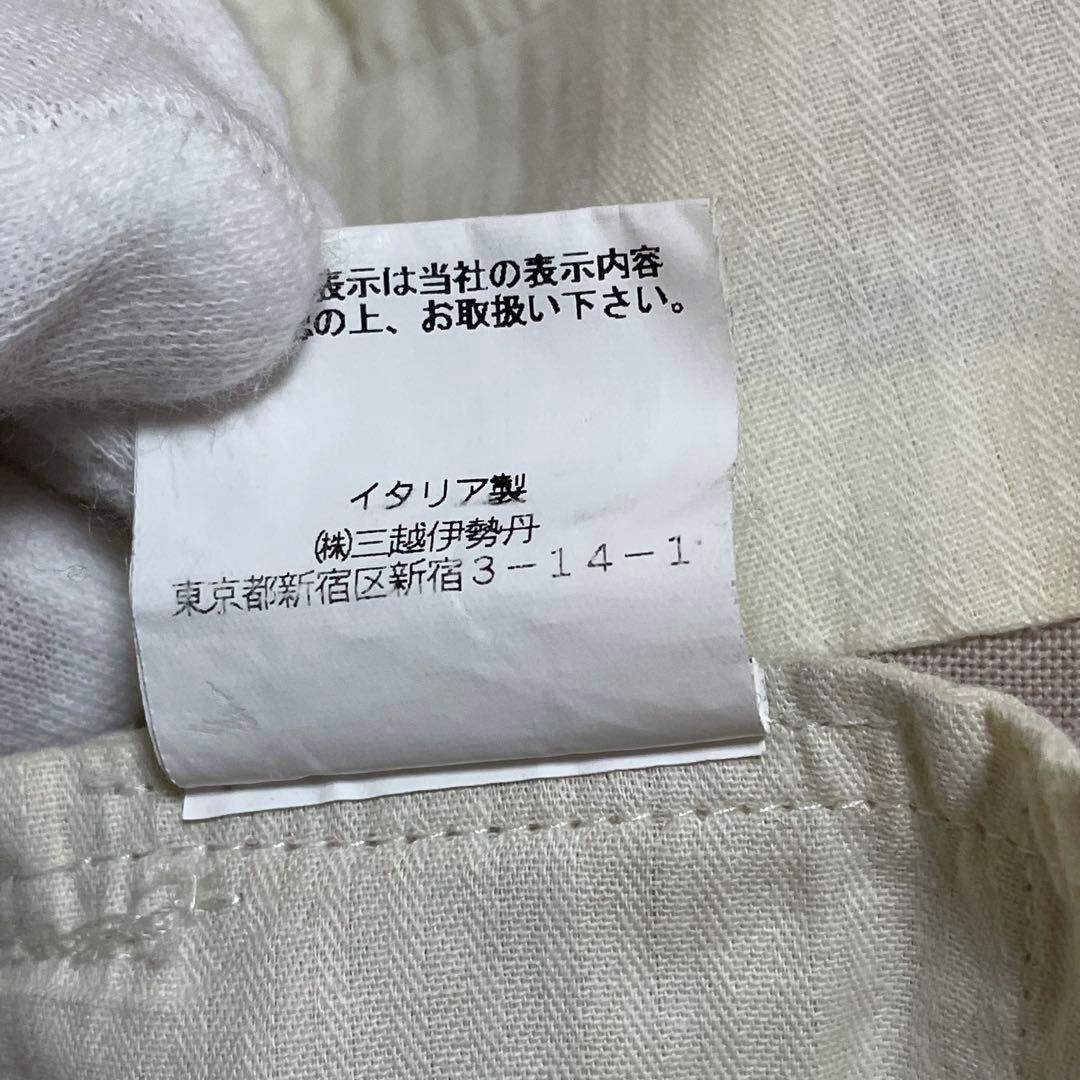 表示は当社の表示内容
の上、お取扱い下さい。
イタリア製
㈱三越伊勢丹
東京都新宿区新宿3-14-1